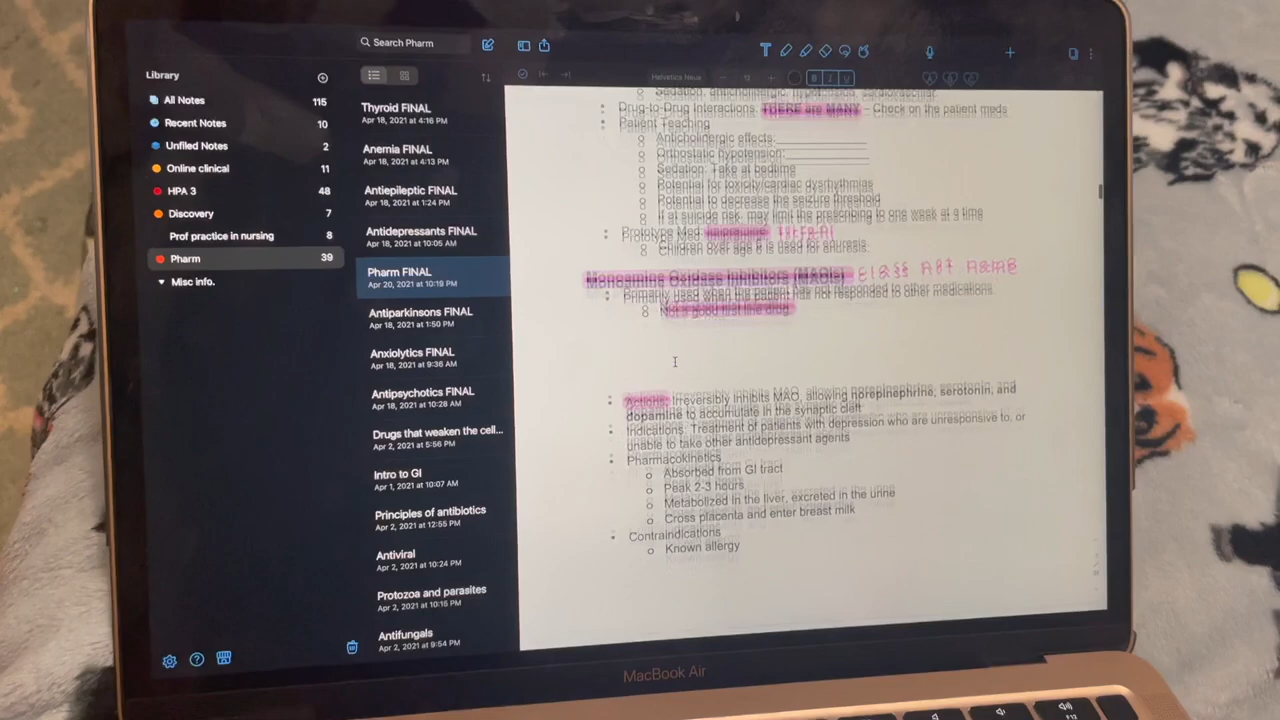 Search Pharm
Library
All Notes 115
Recent Notes 10
Unfiled Notes 2
Online clinical 11
HPA 3 48
Discovery 7
Prof practice in nursing 8
Pharm 39
Misc info.
Thyroid FINAL
Apr 18, 2021 at 4:16 PM
Anemia FINAL
Apr 18, 2021 at 4:13 PM
Antiepileptic FINAL
Apr 18, 2021 at 1:24 PM
Antidepressants FINAL
Apr 18, 2021 at 10:05 AM
Pharm FINAL
Apr 20, 2021 at 10:19 PM
Antiparkinsons FINAL
Apr 18, 2021 at 1:50 PM
Anxiolytics FINAL
Apr 18, 2021 at 9:36 AM
Antipsychotics FINAL
Apr 18, 2021 at 10:28 AM
Drugs that weaken the cell...
Apr 2, 2021 at 5:56 PM
Intro to GI
Apr 1, 2021 at 10:07 AM
Principles of antibiotics
Apr 2, 2021 at 12:55 PM
Antiviral
Apr 2, 2021 at 10:24 PM
Protozoa and parasites
Apr 2, 2021 at 10:15 PM
Antifungals
Apr 2, 2021 at 9:54 PM
Helvetica Neue 12 B I U
Sedation, anticholinergic, hypotension, cardiovascular
Drug-to-Drug Interactions: THERE are MANY – Check on the patient meds
Patient Teaching
o Anticholinergic effects:
o Orthostatic hypotension:
o Sedation: Take at bedtime
o Potential for toxicity/cardiac dysrhythmias
o Potential to decrease the seizure threshold
o If at suicide risk, may limit the prescribing to one week at a time
Prototype Med:
o Children over age 6 is used for enuresis.
Monoamine Oxidase Inhibitors (MAOIs)
Primarily used when the patient has not responded to other medications.
o Not a good first line drug
Actions: Irreversibly inhibits MAO, allowing norepinephrine, serotonin, and
dopamine to accumulate in the synaptic cleft
Indications: Treatment of patients with depression who are unresponsive to, or
unable to take other antidepressant agents
Pharmacokinetics
o Absorbed from GI tract
o Peak 2-3 hours
o Metabolized in the liver, excreted in the urine
o Cross placenta and enter breast milk
Contraindications
o Known allergy
MacBook Air